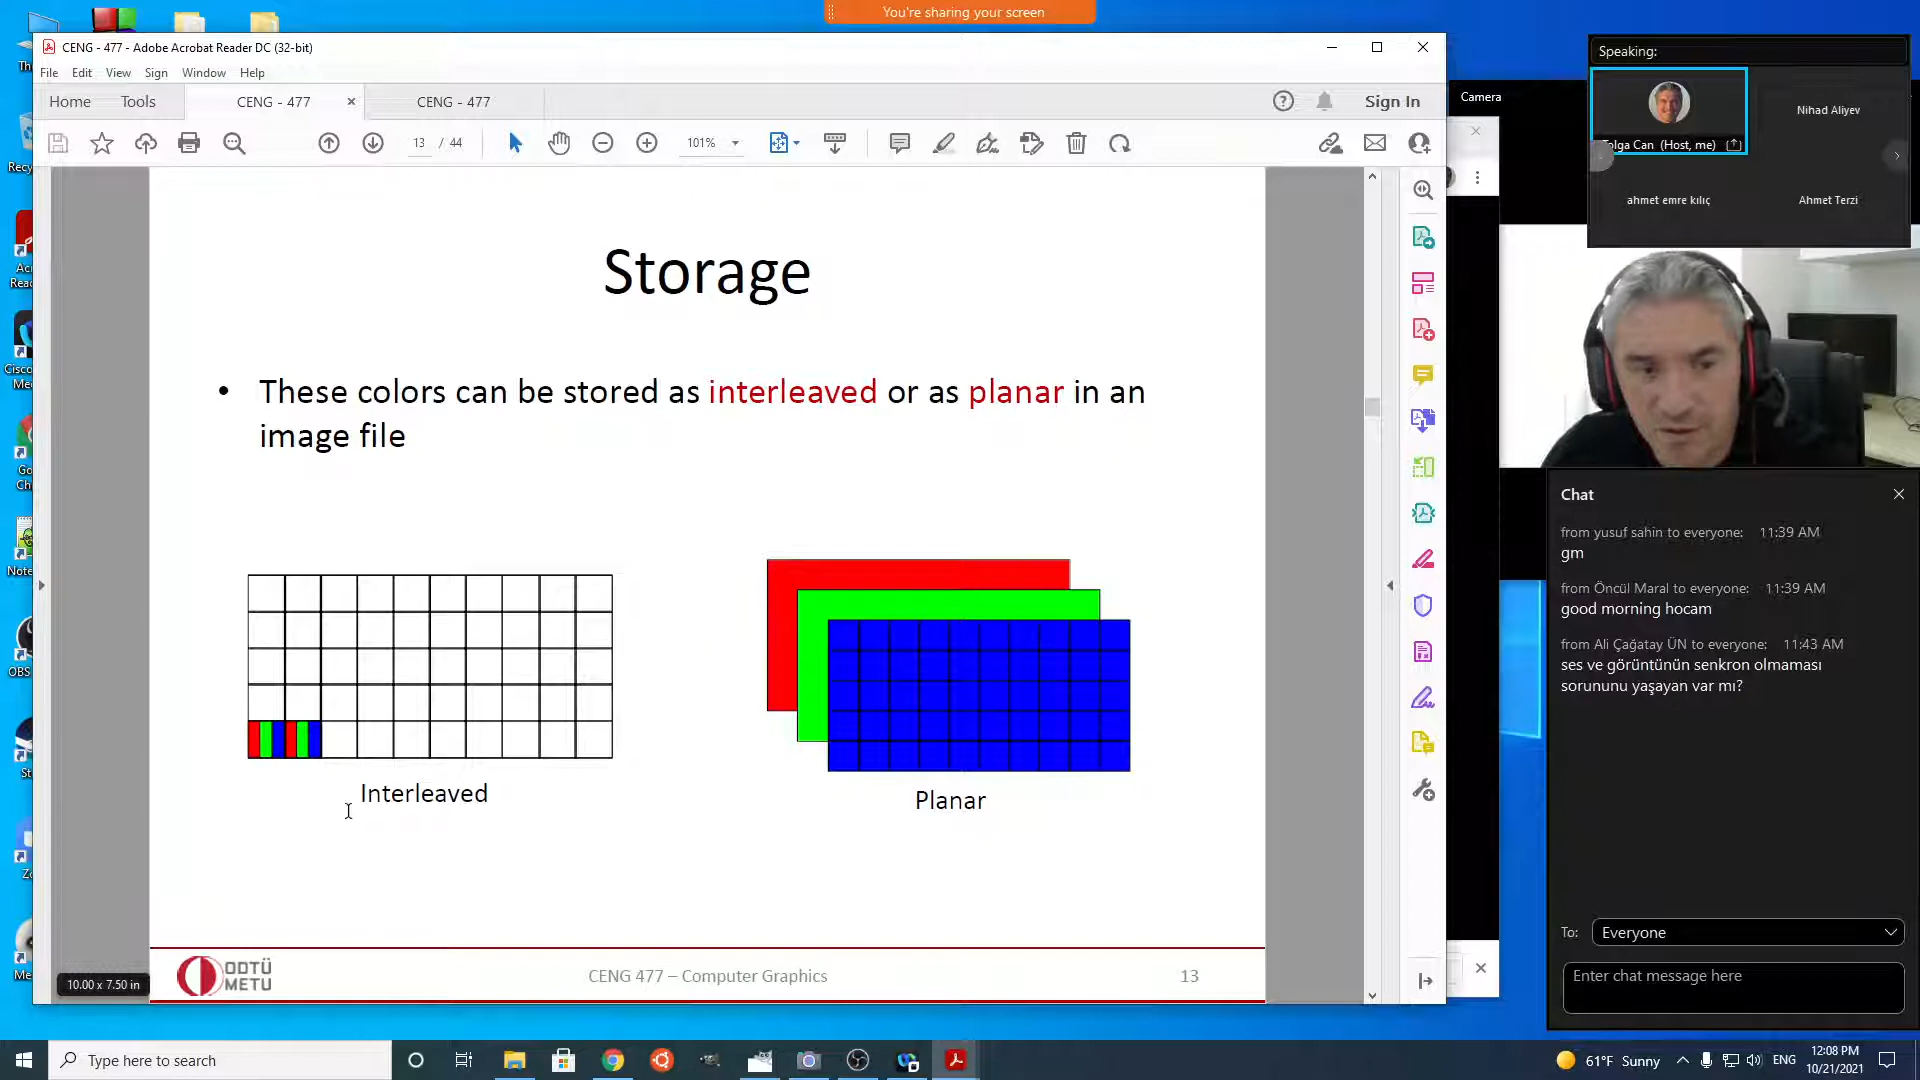 You're sharing your screen
CENG - 477 - Adobe Acrobat Reader DC (32-bit)
File Edit View Sign Window Help
Home Tools CENG - 477 CENG - 477 Sign In
13 / 44 101%
Storage
• These colors can be stored as interleaved or as planar in an
image file
Interleaved
Planar
ODTÜ
METU
CENG 477 – Computer Graphics
13
10.00 x 7.50 in
Camera
Speaking:
Tolga Can (Host, me)
Nihad Aliyev
ahmet emre kılıç
Ahmet Terzi
Chat
from yusuf sahin to everyone: 11:39 AM
gm
from Öncül Maral to everyone: 11:39 AM
good morning hocam
from Ali Çağatay ÜN to everyone: 11:43 AM
ses ve görüntünün senkron olmaması
sorununu yaşayan var mı?
To: Everyone
Enter chat message here
Type here to search
61°F Sunny
ENG
12:08 PM
10/21/2021